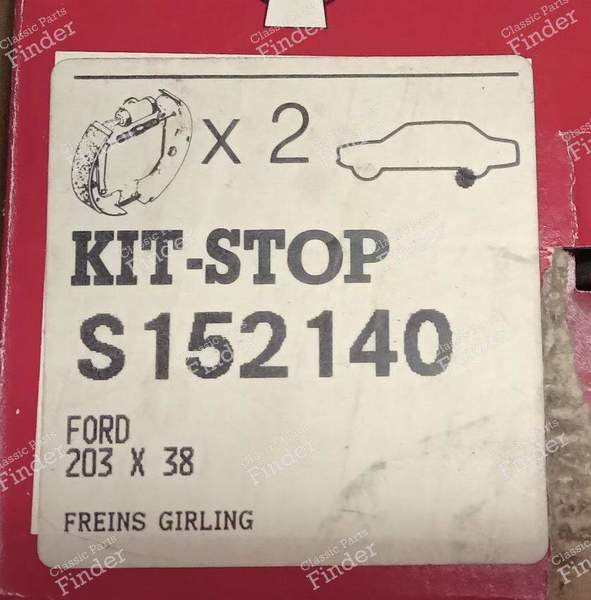 x 2
KIT-STOP
S152140
FORD
203 X 38
FREINS GIRLING
Classic Parts
Finder